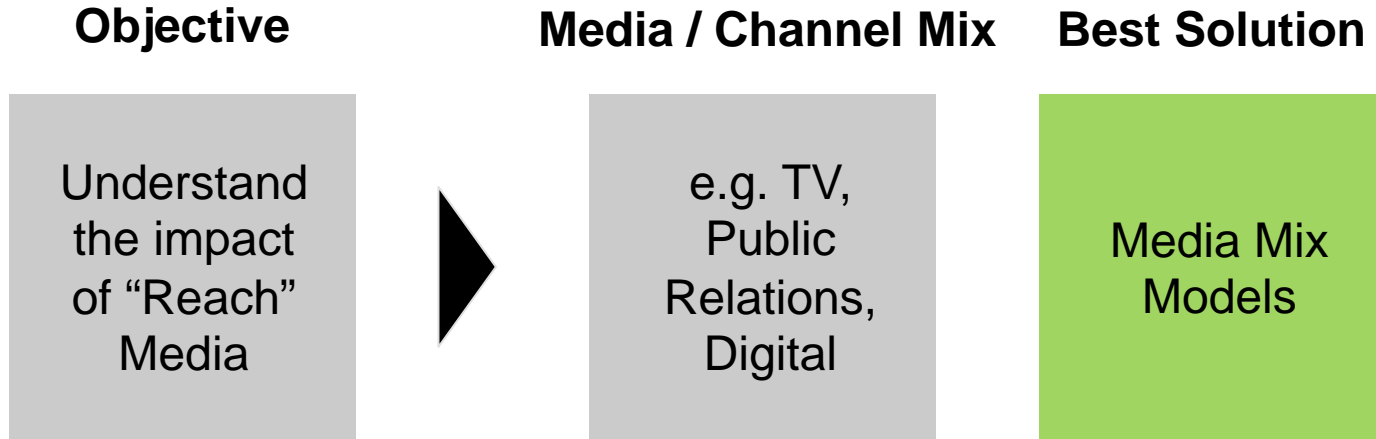 Objective
Media / Channel Mix
Best Solution
Understand
the impact
of “Reach”
Media
e.g. TV,
Public
Relations,
Digital
Media Mix
Models